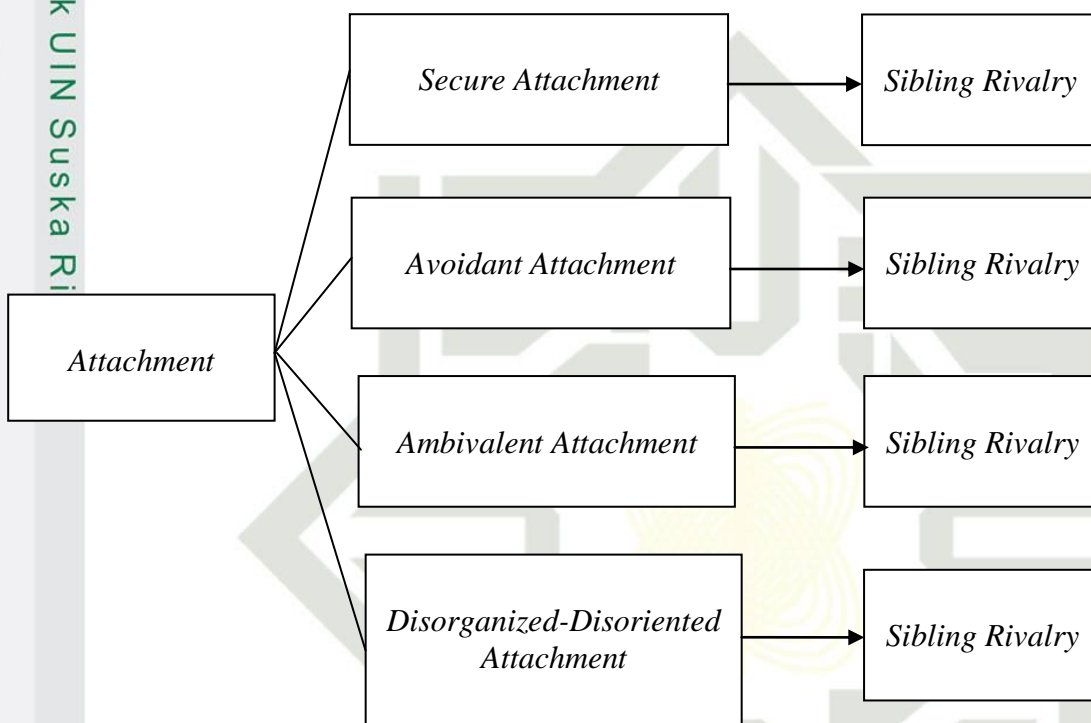 k UIN Suska Ri
Secure Attachment
Sibling Rivalry
Avoidant Attachment
Sibling Rivalry
Attachment
Ambivalent Attachment
Sibling Rivalry
Disorganized-Disoriented
Attachment
Sibling Rivalry